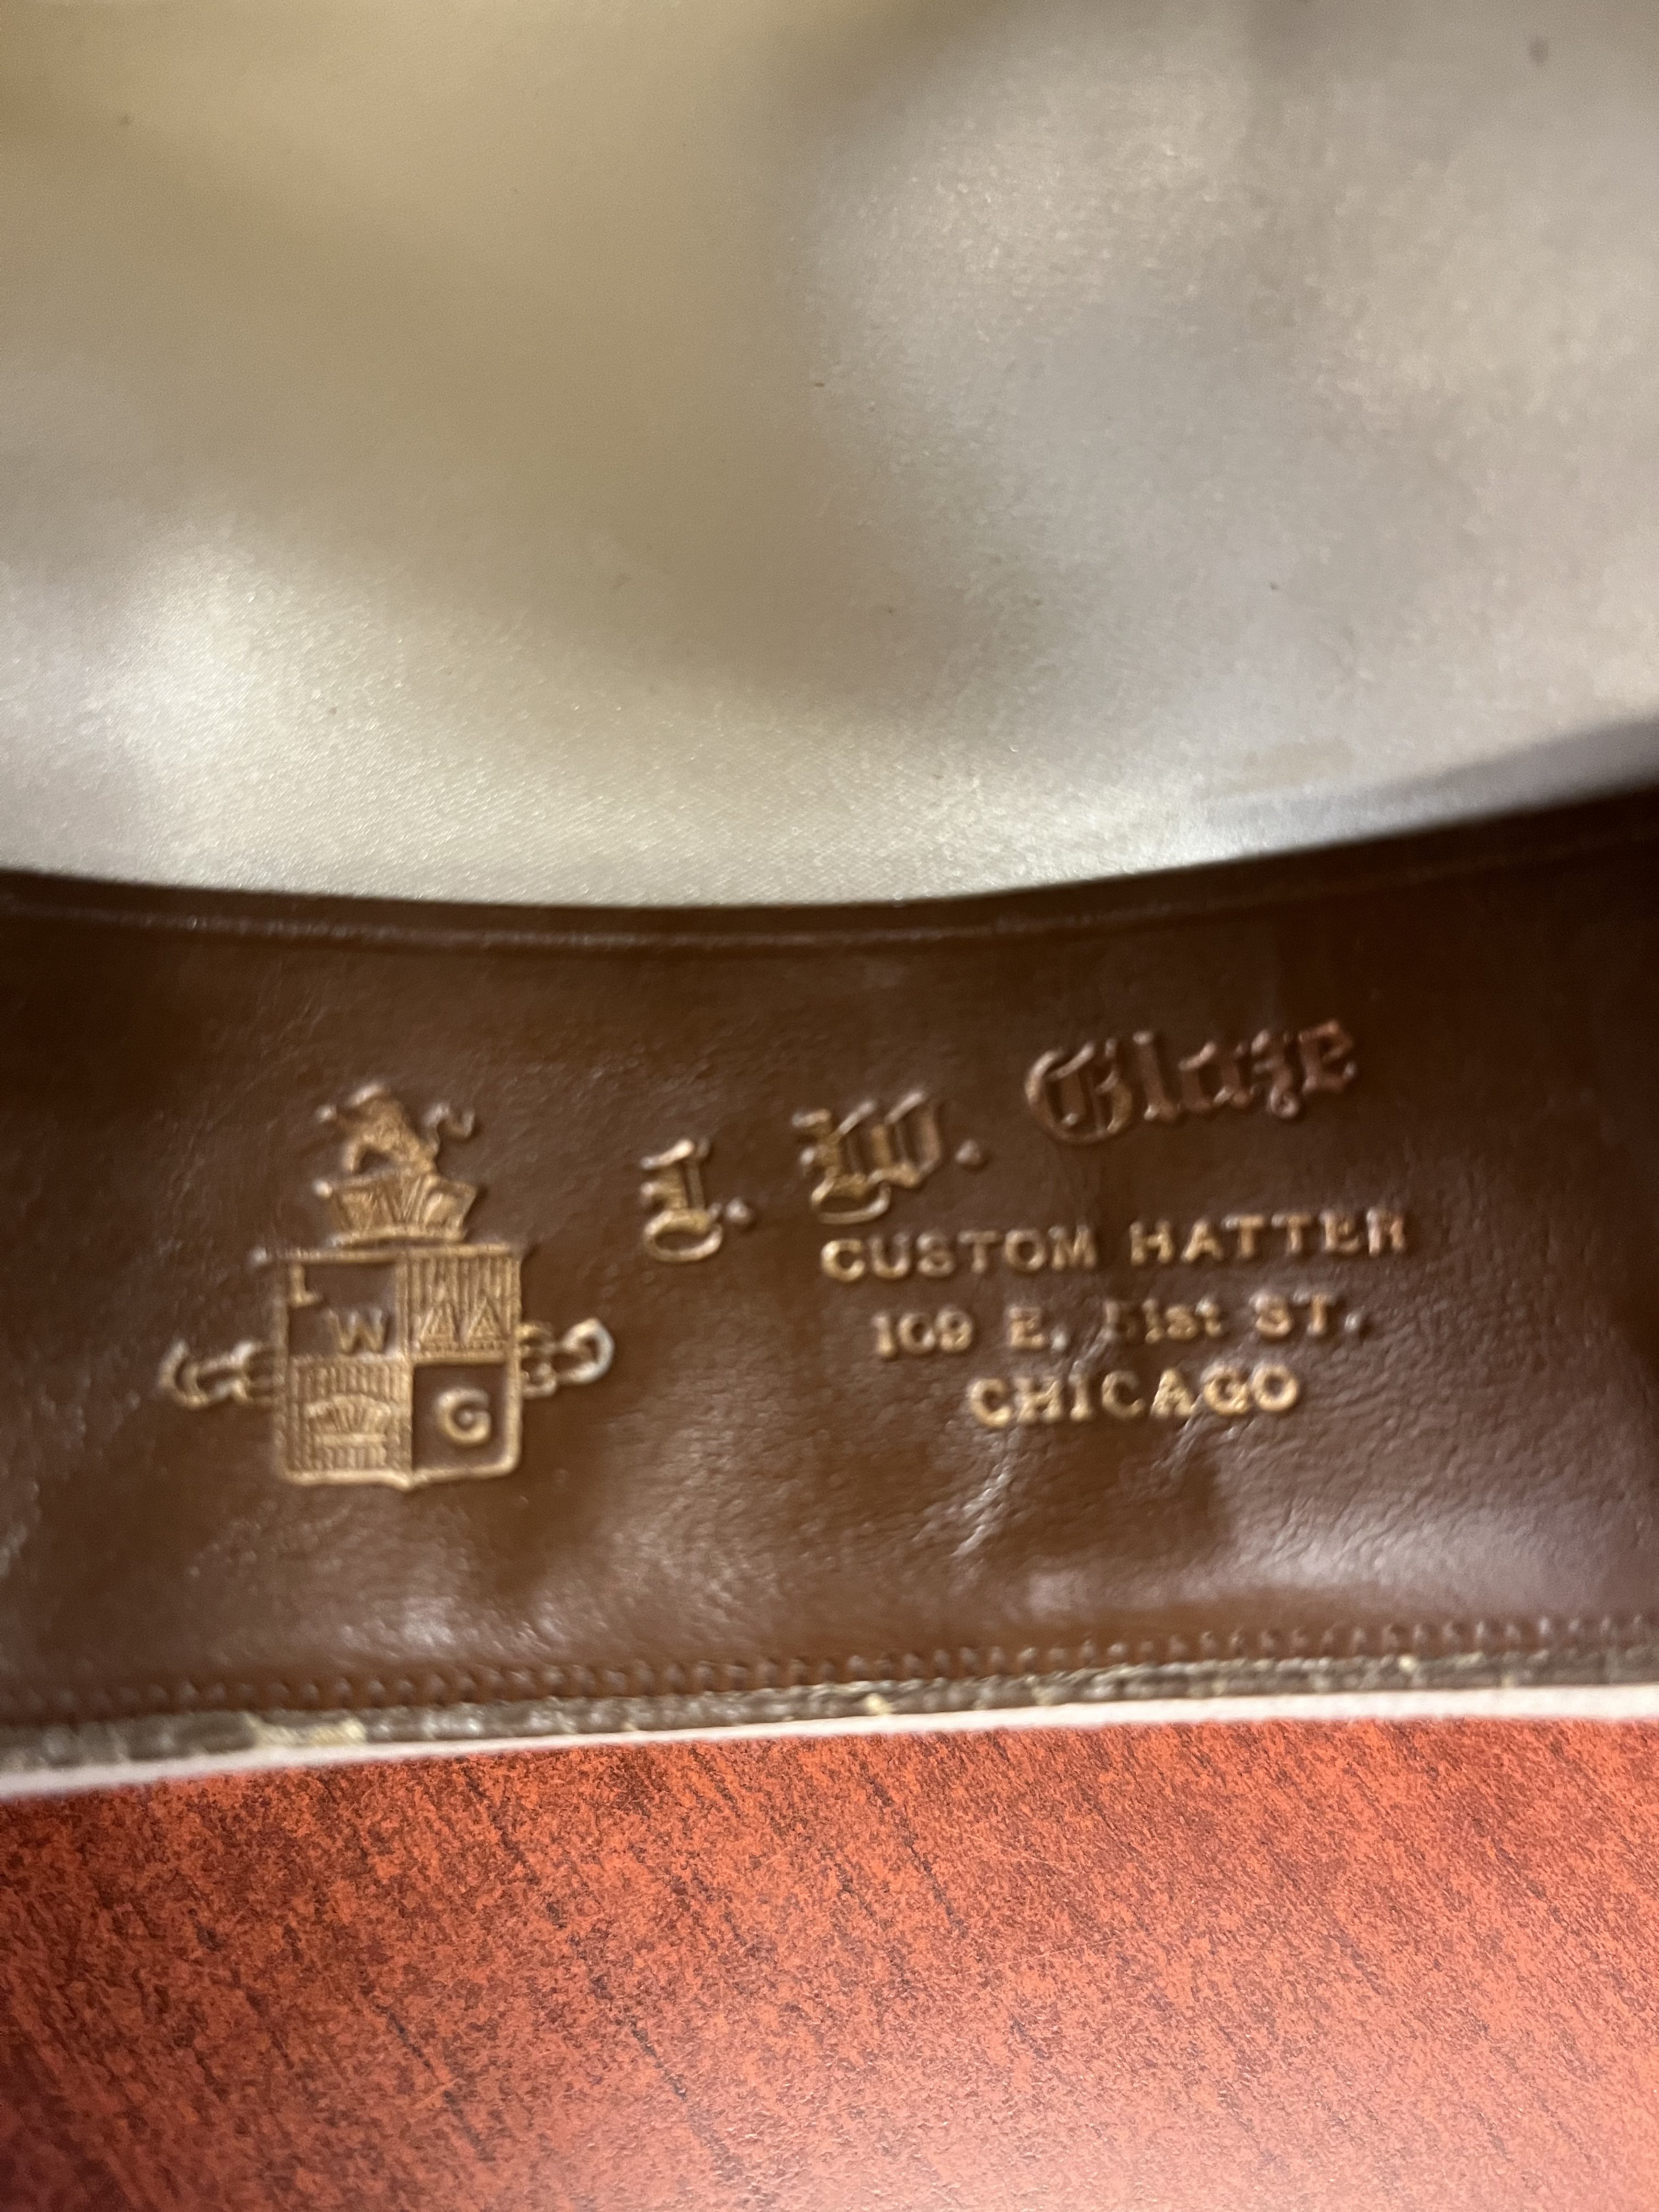 I. W. Glaze
CUSTOM HATTER
109 E. 51st ST.
CHICAGO
I
W
G